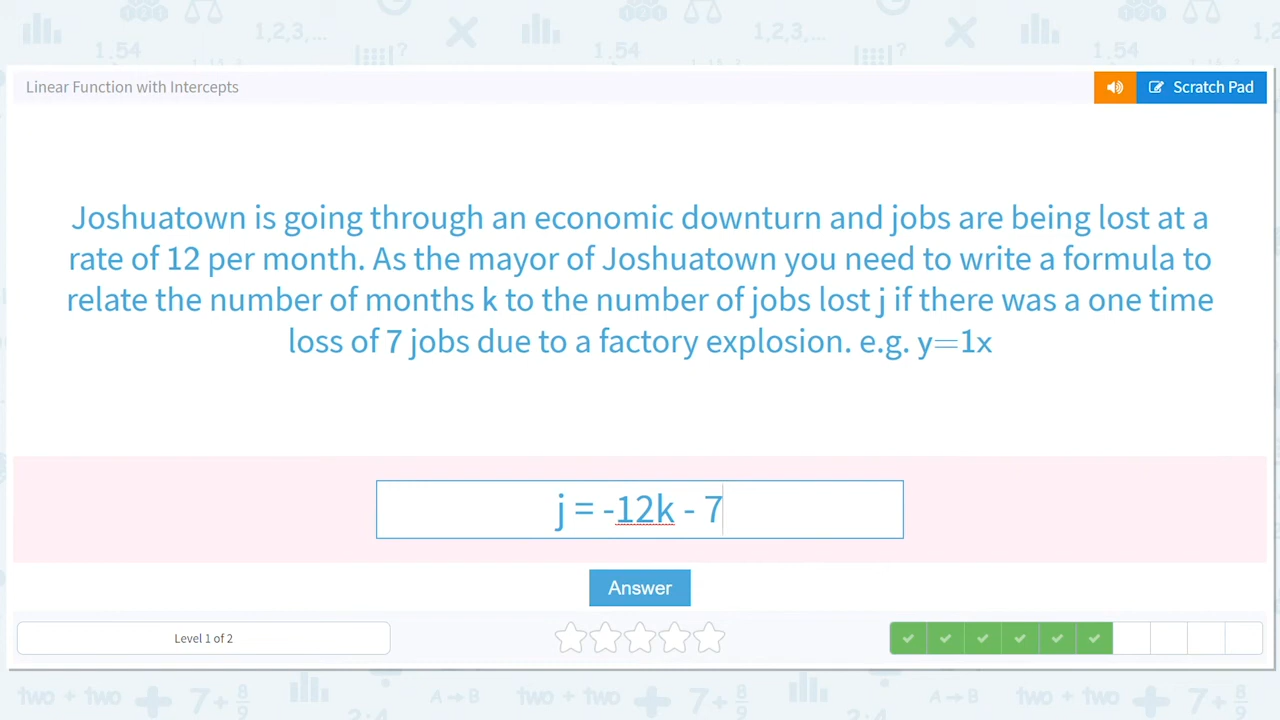 Linear Function with Intercepts
Scratch Pad
Joshuatown is going through an economic downturn and jobs are being lost at a
rate of 12 per month. As the mayor of Joshuatown you need to write a formula to
relate the number of months k to the number of jobs lost j if there was a one time
loss of 7 jobs due to a factory explosion. e.g. y=1x
j = -12k - 7
Answer
Level 1 of 2